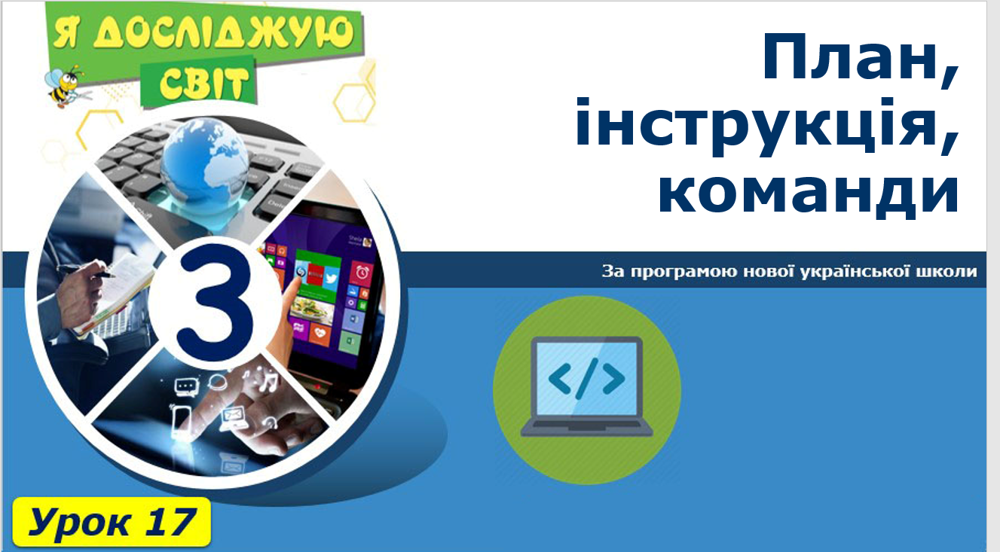 Я ДОСЛІДЖУЮ
СВІТ
План,
інструкція,
команди
За програмою нової української школи
3
</>
Урок 17